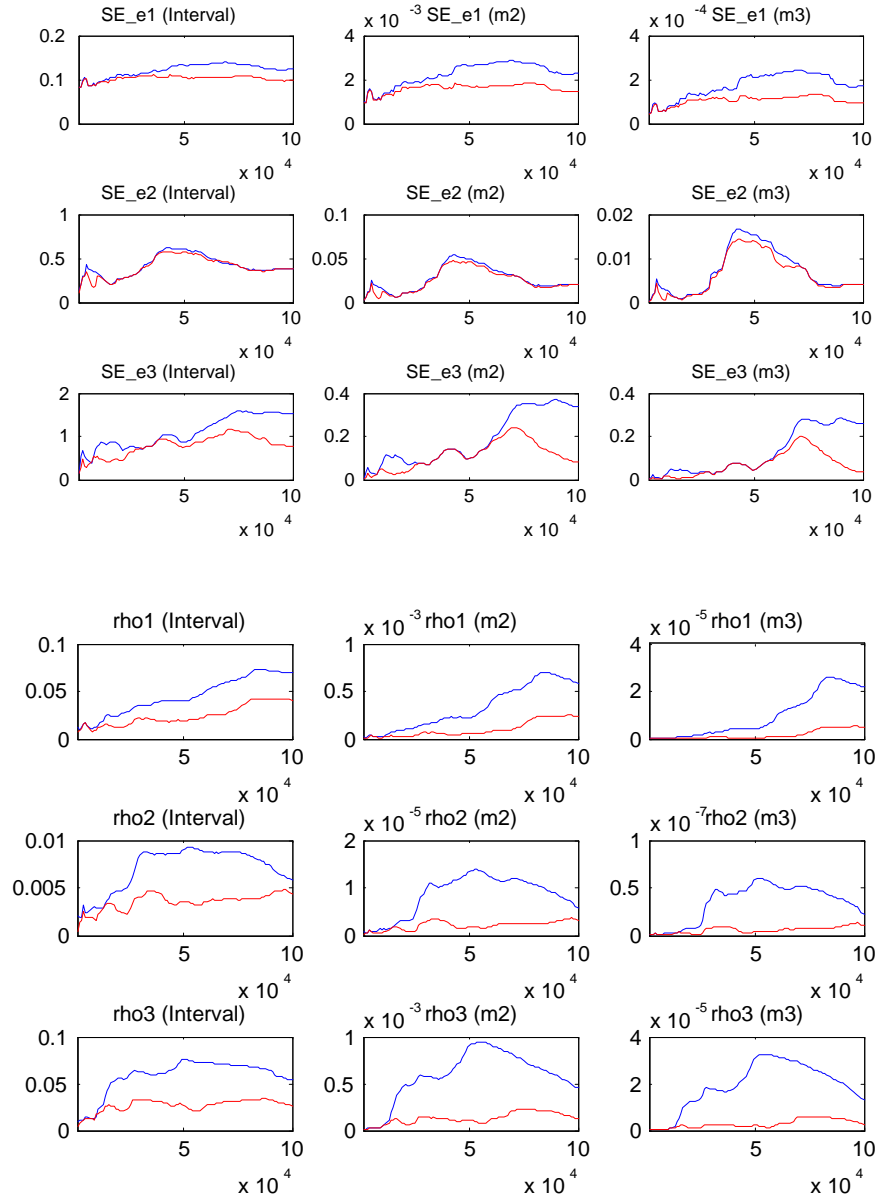 SE_e1 (Interval)
0.2
0.1
0
5
10
x 10 4
x 10 -3 SE_e1 (m2)
4
2
0
5
10
x 10 4
x 10 -4 SE_e1 (m3)
4
2
0
5
10
x 10 4
SE_e2 (Interval)
1
0.5
0
5
10
x 10 4
SE_e2 (m2)
0.1
0.05
0
5
10
x 10 4
SE_e2 (m3)
0.02
0.01
0
5
10
x 10 4
SE_e3 (Interval)
2
1
0
5
10
x 10 4
SE_e3 (m2)
0.4
0.2
0
5
10
x 10 4
SE_e3 (m3)
0.4
0.2
0
5
10
x 10 4
rho1 (Interval)
0.1
0.05
0
5
10
x 10 4
x 10 -3 rho1 (m2)
1
0.5
0
5
10
x 10 4
x 10 -5 rho1 (m3)
4
2
0
5
10
x 10 4
rho2 (Interval)
0.01
0.005
0
5
10
x 10 4
x 10 -5 rho2 (m2)
2
1
0
5
10
x 10 4
x 10 -7 rho2 (m3)
1
0.5
0
5
10
x 10 4
rho3 (Interval)
0.1
0.05
0
5
10
x 10 4
x 10 -3 rho3 (m2)
1
0.5
0
5
10
x 10 4
x 10 -5 rho3 (m3)
4
2
0
5
10
x 10 4